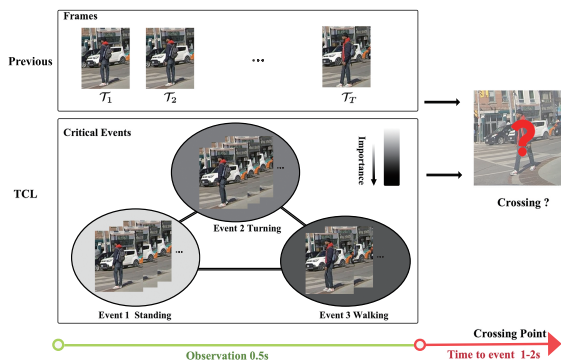 Frames
Previous
𝒯1 𝒯2 ... 𝒯T
Critical Events
Importance
...
Event 2 Turning
TCL
?
Crossing ?
...
...
Event 1 Standing
Event 3 Walking
Crossing Point
Observation 0.5s
Time to event 1-2s